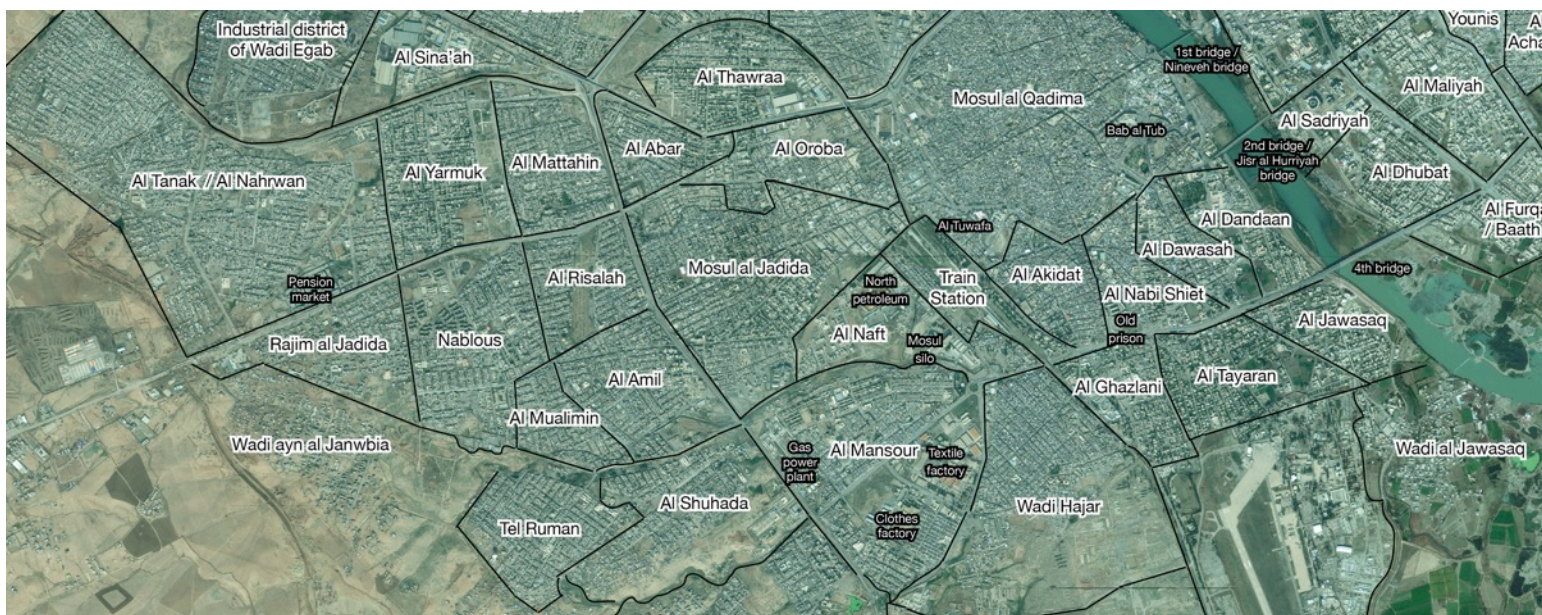 Industrial district
of Wadi Egab
Al Sina'ah
Al Thawraa
Mosul al Qadima
1st bridge /
Nineveh bridge
Younis
Al Maliyah
Al Sadriyah
Bab al Tub
2nd bridge /
Jisr al Hurriyah
bridge
Al Dhubat
Al Tanak / Al Nahrwan
Al Yarmuk
Al Mattahin
Al Abar
Al Oroba
Al Dandaan
/ Baath
Al Tuwafa
Al Dawasah
4th bridge
Pension
market
Al Risalah
Mosul al Jadida
North
petroleum
Train
Station
Al Akidat
Al Nabi Shiet
Old
prison
Al Jawasaq
Rajim al Jadida
Nablous
Al Naft
Mosul
silo
Al Amil
Al Ghazlani
Al Tayaran
Al Mualimin
Wadi ayn al Janwbia
Gas
power
plant
Al Mansour
Textile
factory
Wadi al Jawasaq
Al Shuhada
Tel Ruman
Clothes
factory
Wadi Hajar